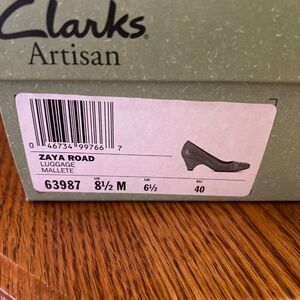 Clarks
Artisan
0 46734 99766 7
ZAYA ROAD
LUGGAGE
MALLETE
US UK EU
63987 8½ M 6½ 40